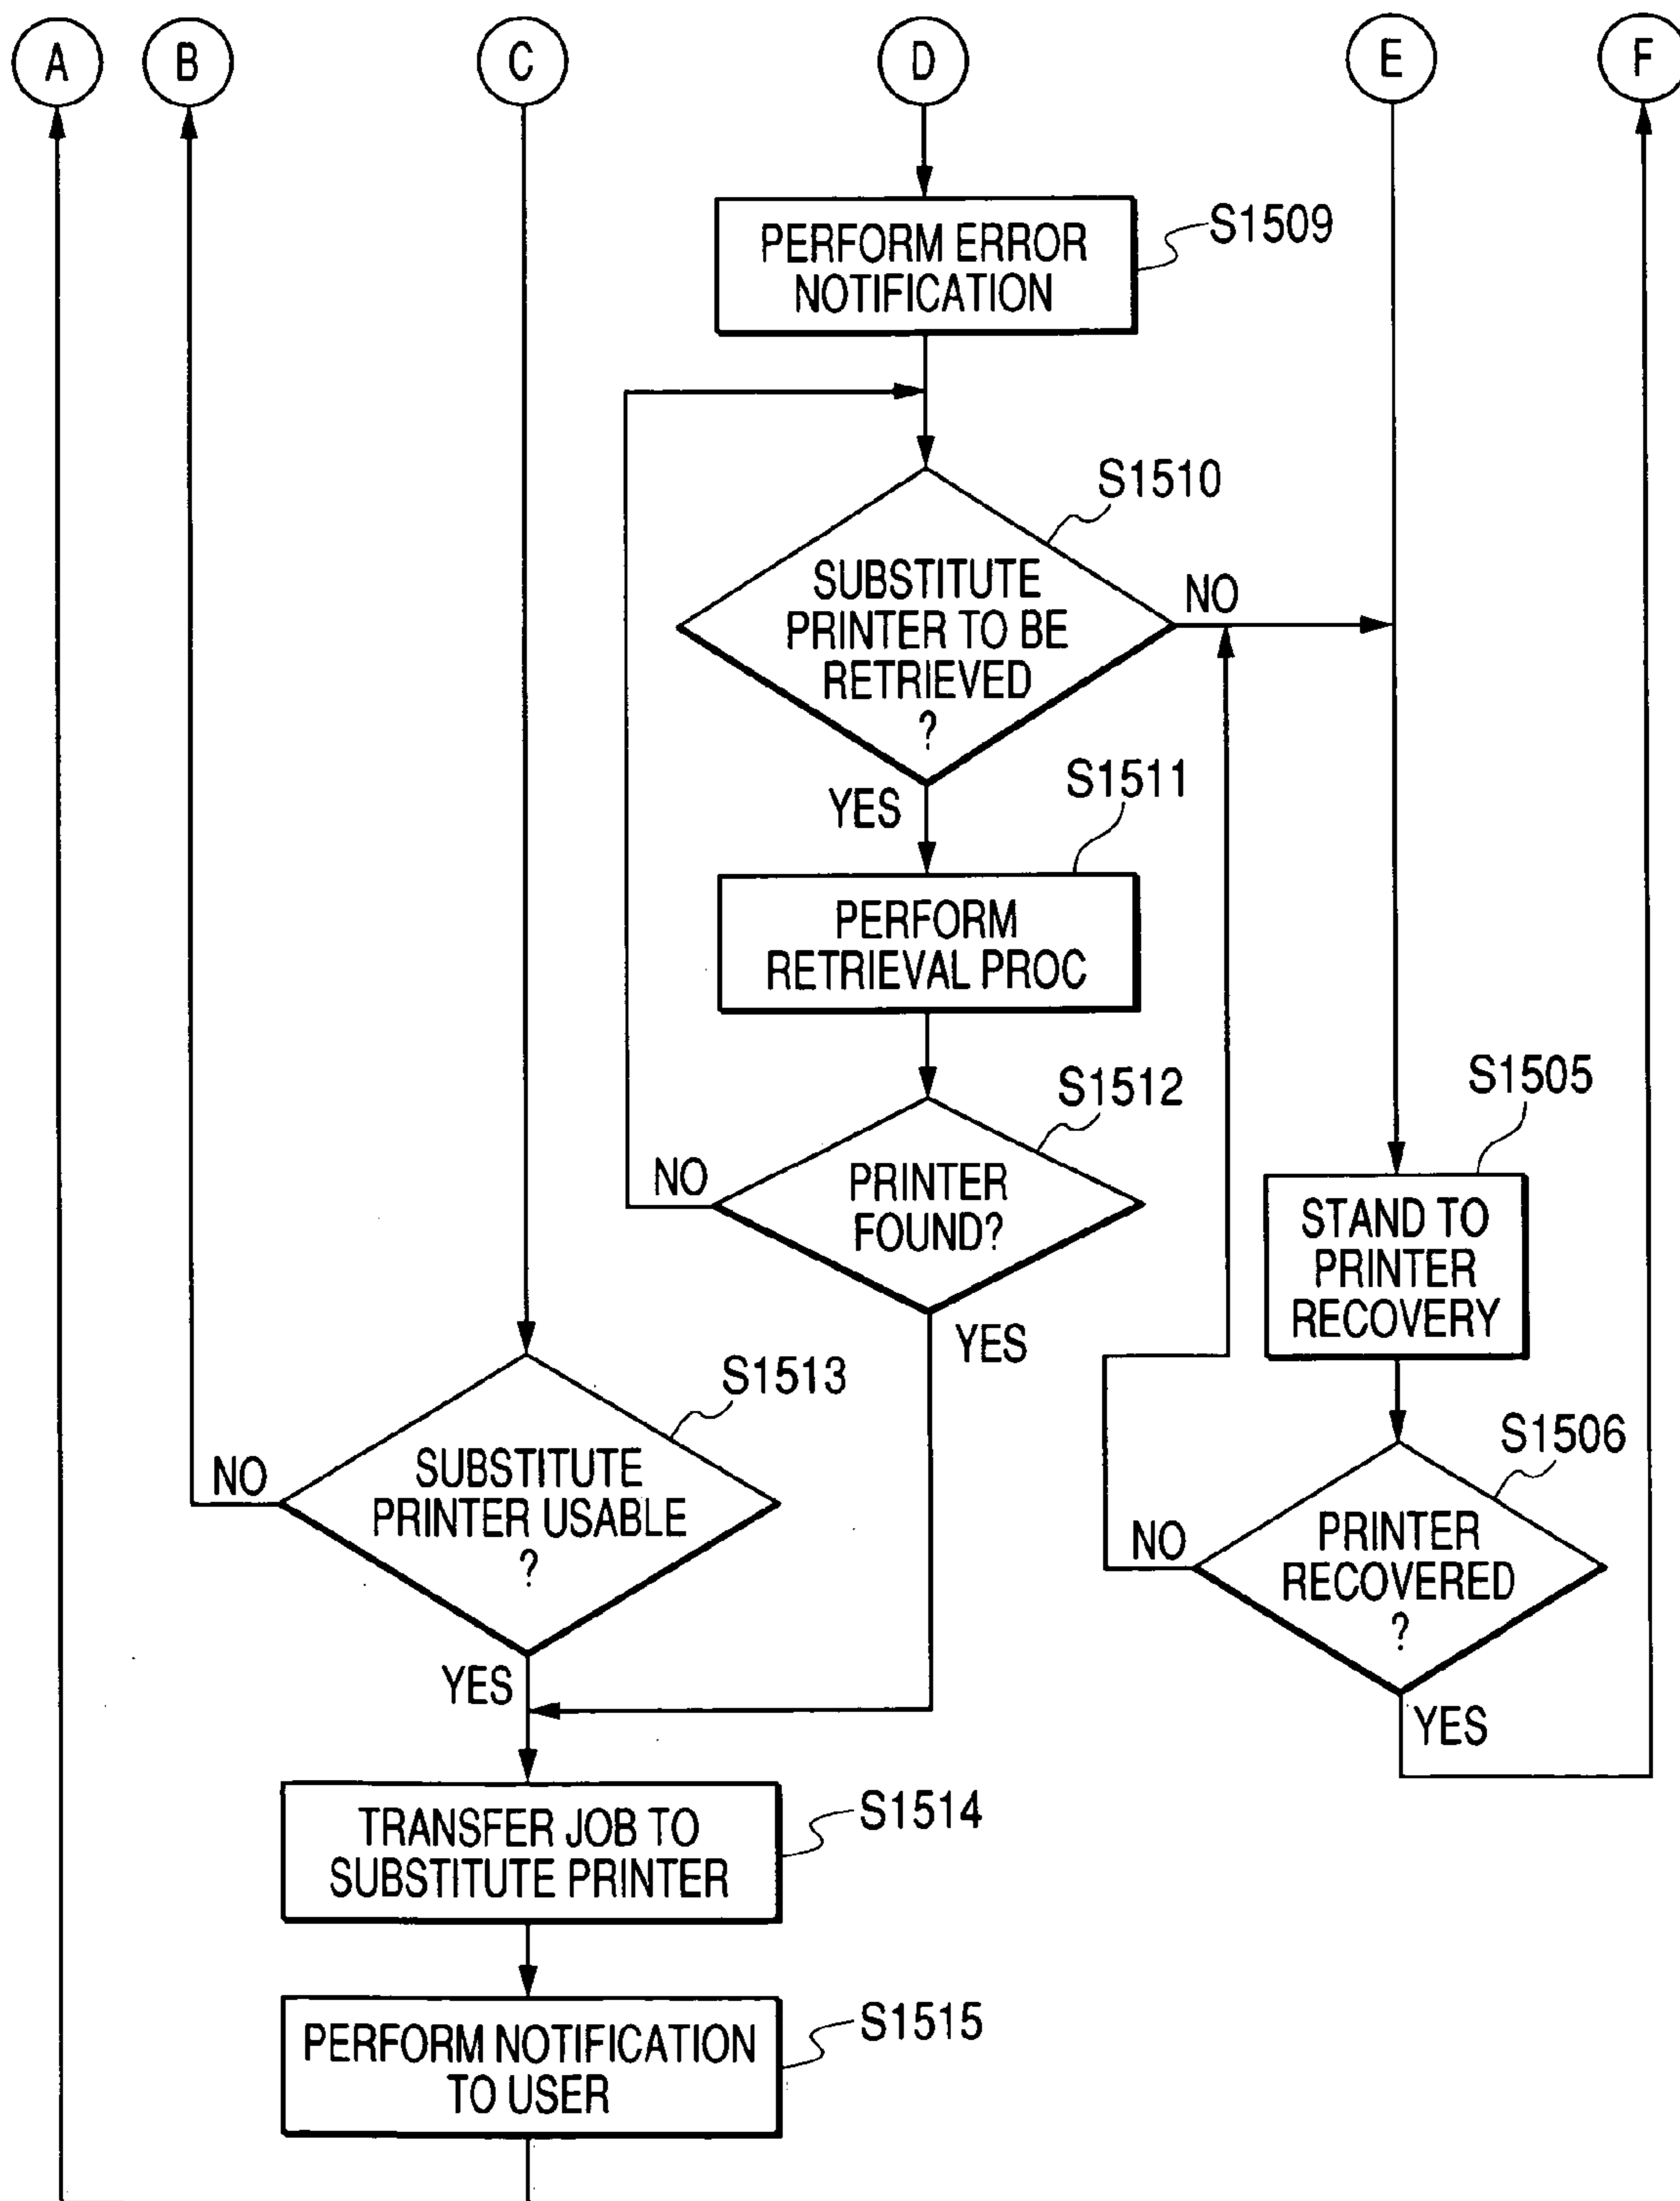 A
B
C
D
E
F
PERFORM ERROR
NOTIFICATION
S1509
S1510
SUBSTITUTE
PRINTER TO BE
RETRIEVED
?
NO
YES
S1511
PERFORM
RETRIEVAL PROC
S1512
PRINTER
FOUND?
NO
YES
S1505
STAND TO
PRINTER
RECOVERY
S1506
PRINTER
RECOVERED
?
NO
YES
S1513
SUBSTITUTE
PRINTER USABLE
?
NO
YES
TRANSFER JOB TO
SUBSTITUTE PRINTER
S1514
PERFORM NOTIFICATION
TO USER
S1515